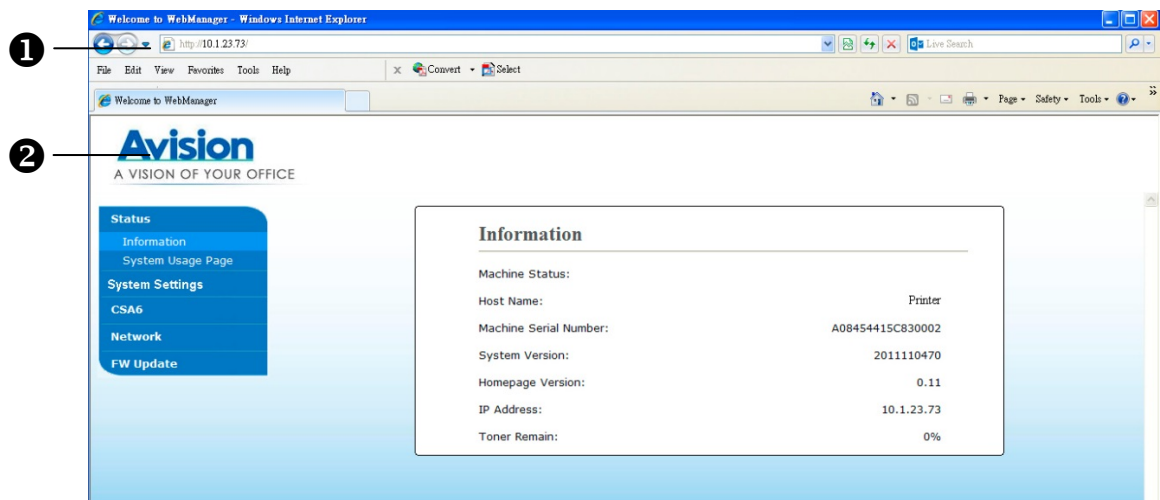 Welcome to WebManager - Windows Internet Explorer
❶
http://10.1.23.73/
Live Search
File Edit View Favorites Tools Help
x Convert Select
Welcome to WebManager
Page Safety Tools
❷
Avision
A VISION OF YOUR OFFICE
Status
Information
System Usage Page
System Settings
CSA6
Network
FW Update
Information
Machine Status:
Host Name: Printer
Machine Serial Number: A08454415C830002
System Version: 2011110470
Homepage Version: 0.11
IP Address: 10.1.23.73
Toner Remain: 0%